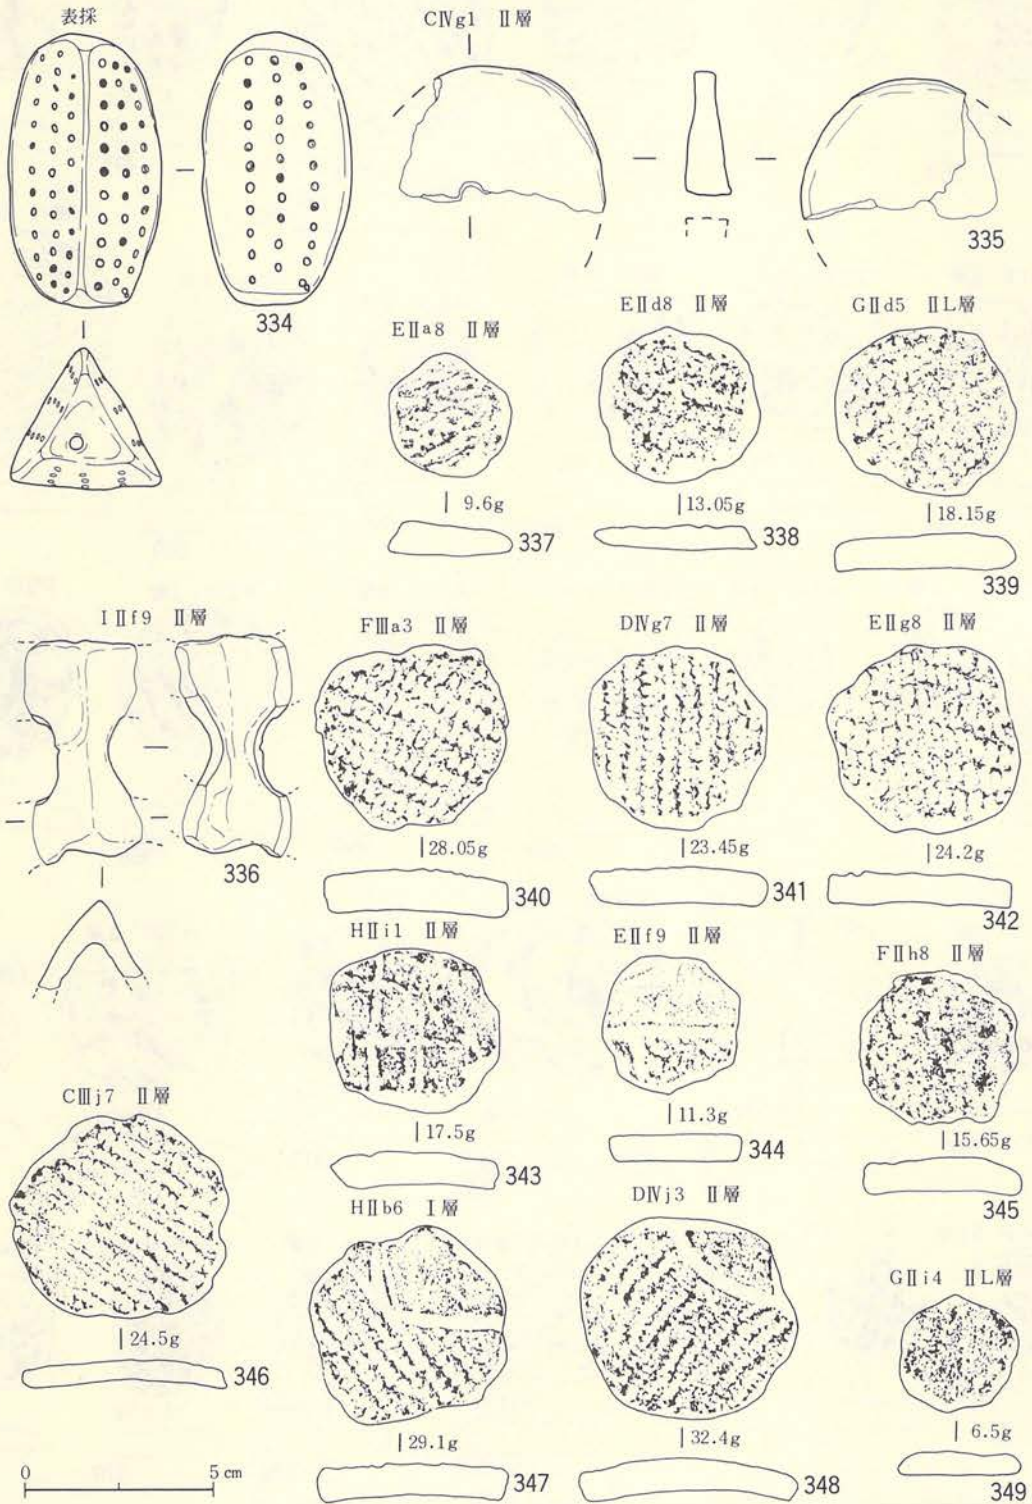 表採
334
CⅣg1 Ⅱ層
335
EⅡa8 Ⅱ層
9.6g
337
EⅡd8 Ⅱ層
13.05g
338
GⅡd5 ⅡL層
18.15g
339
IⅡf9 Ⅱ層
336
FⅢa3 Ⅱ層
28.05g
340
DⅣg7 Ⅱ層
23.45g
341
EⅡg8 Ⅱ層
24.2g
342
HⅡi1 Ⅱ層
17.5g
343
EⅡf9 Ⅱ層
11.3g
344
FⅡh8 Ⅱ層
15.65g
345
CⅢj7 Ⅱ層
24.5g
346
HⅡb6 Ⅰ層
29.1g
347
DⅣj3 Ⅱ層
32.4g
348
GⅡi4 ⅡL層
6.5g
349
0 5 cm